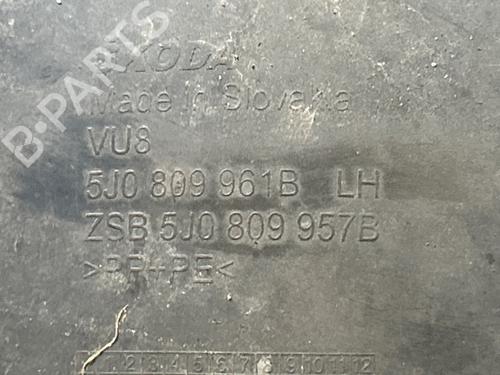 B-PARTS
ŠKODA
Made in Slovakia
VU8
5J0 809 961B LH
ZSB 5J0 809 957B
>PP+PE<
1 2 3 4 5 6 7 8 9 10 11 12